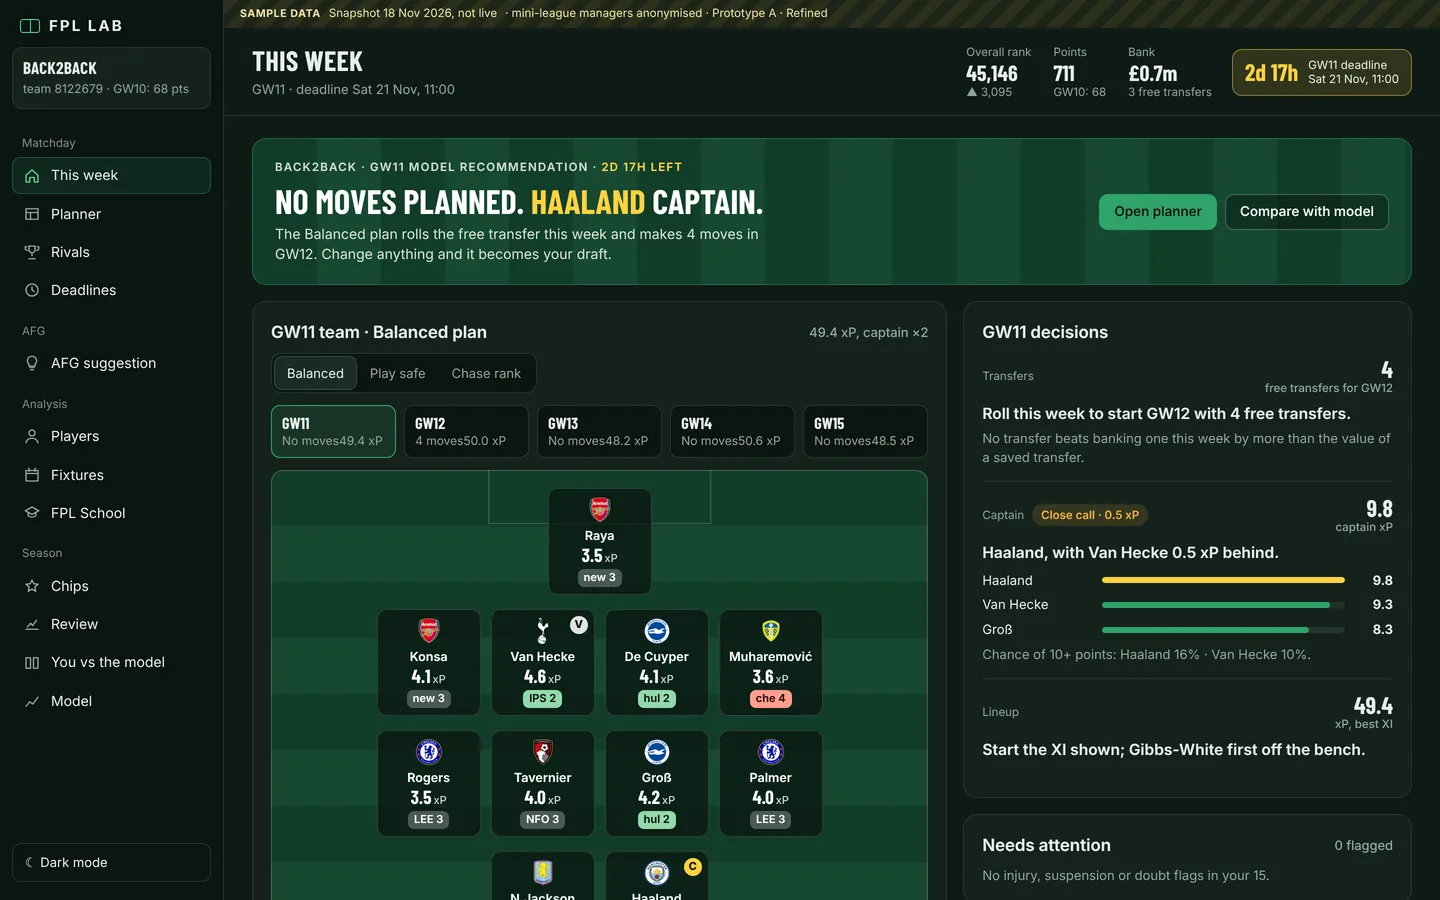 FPL LAB
BACK2BACK
team 8122679 · GW10: 68 pts
Matchday
This week
Planner
Rivals
Deadlines
AFG
AFG suggestion
Analysis
Players
Fixtures
FPL School
Season
Chips
Review
You vs the model
Model
Dark mode
SAMPLE DATA Snapshot 18 Nov 2026, not live · mini-league managers anonymised · Prototype A · Refined
THIS WEEK
GW11 · deadline Sat 21 Nov, 11:00
Overall rank
45,146
▲ 3,095
Points
711
GW10: 68
Bank
£0.7m
3 free transfers
2d 17h
GW11 deadline
Sat 21 Nov, 11:00
BACK2BACK · GW11 MODEL RECOMMENDATION · 2D 17H LEFT
NO MOVES PLANNED. HAALAND CAPTAIN.
The Balanced plan rolls the free transfer this week and makes 4 moves in
GW12. Change anything and it becomes your draft.
Open planner
Compare with model
GW11 team · Balanced plan
49.4 xP, captain ×2
Balanced
Play safe
Chase rank
GW11
No moves49.4 xP
GW12
4 moves50.0 xP
GW13
No moves48.2 xP
GW14
No moves50.6 xP
GW15
No moves48.5 xP
Arsenal
Raya
3.5 xP
new 3
Arsenal
Konsa
4.1 xP
new 3
V
Van Hecke
4.6 xP
IPS 2
De Cuyper
4.1 xP
hul 2
Muharemović
3.6 xP
che 4
Rogers
3.5 xP
LEE 3
Tavernier
4.0 xP
NFO 3
Groß
4.2 xP
hul 2
Palmer
4.0 xP
LEE 3
N.Jackson
C
Haaland
GW11 decisions
Transfers
4
free transfers for GW12
Roll this week to start GW12 with 4 free transfers.
No transfer beats banking one this week by more than the value of
a saved transfer.
Captain
Close call · 0.5 xP
9.8
captain xP
Haaland, with Van Hecke 0.5 xP behind.
Haaland 9.8
Van Hecke 9.3
Groß 8.3
Chance of 10+ points: Haaland 16% · Van Hecke 10%.
Lineup
49.4
xP, best XI
Start the XI shown; Gibbs-White first off the bench.
Needs attention
0 flagged
No injury, suspension or doubt flags in your 15.